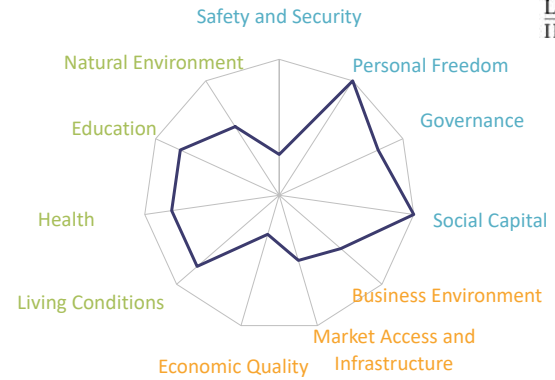 Safety and Security
Natural Environment
Personal Freedom
Education
Governance
Health
Social Capital
Living Conditions
Business Environment
Market Access and
Infrastructure
Economic Quality